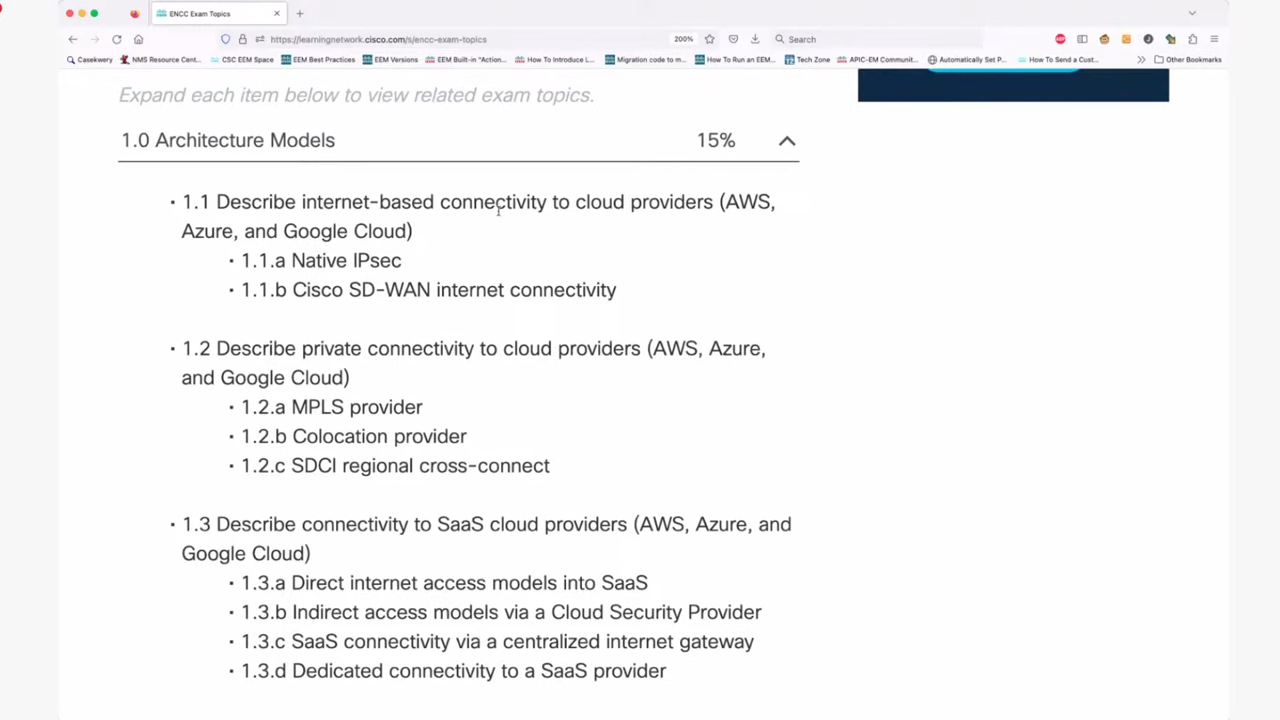 ENCC Exam Topics
https://learningnetwork.cisco.com/s/encc-exam-topics
200%
Search
Casekwery
NMS Resource Cent...
CSC EEM Space
EEM Best Practices
EEM Versions
EEM Built-in "Action...
How To Introduce I...
Migration code to m...
How To Run an EEM...
Tech Zone
APIC-EM Communit...
Automatically Set P...
How To Send a Cust...
Other Bookmarks
Expand each item below to view related exam topics.
1.0 Architecture Models 15%
· 1.1 Describe internet-based connectivity to cloud providers (AWS,
Azure, and Google Cloud)
· 1.1.a Native IPsec
· 1.1.b Cisco SD-WAN internet connectivity
· 1.2 Describe private connectivity to cloud providers (AWS, Azure,
and Google Cloud)
· 1.2.a MPLS provider
· 1.2.b Colocation provider
· 1.2.c SDCI regional cross-connect
· 1.3 Describe connectivity to SaaS cloud providers (AWS, Azure, and
Google Cloud)
· 1.3.a Direct internet access models into SaaS
· 1.3.b Indirect access models via a Cloud Security Provider
· 1.3.c SaaS connectivity via a centralized internet gateway
· 1.3.d Dedicated connectivity to a SaaS provider